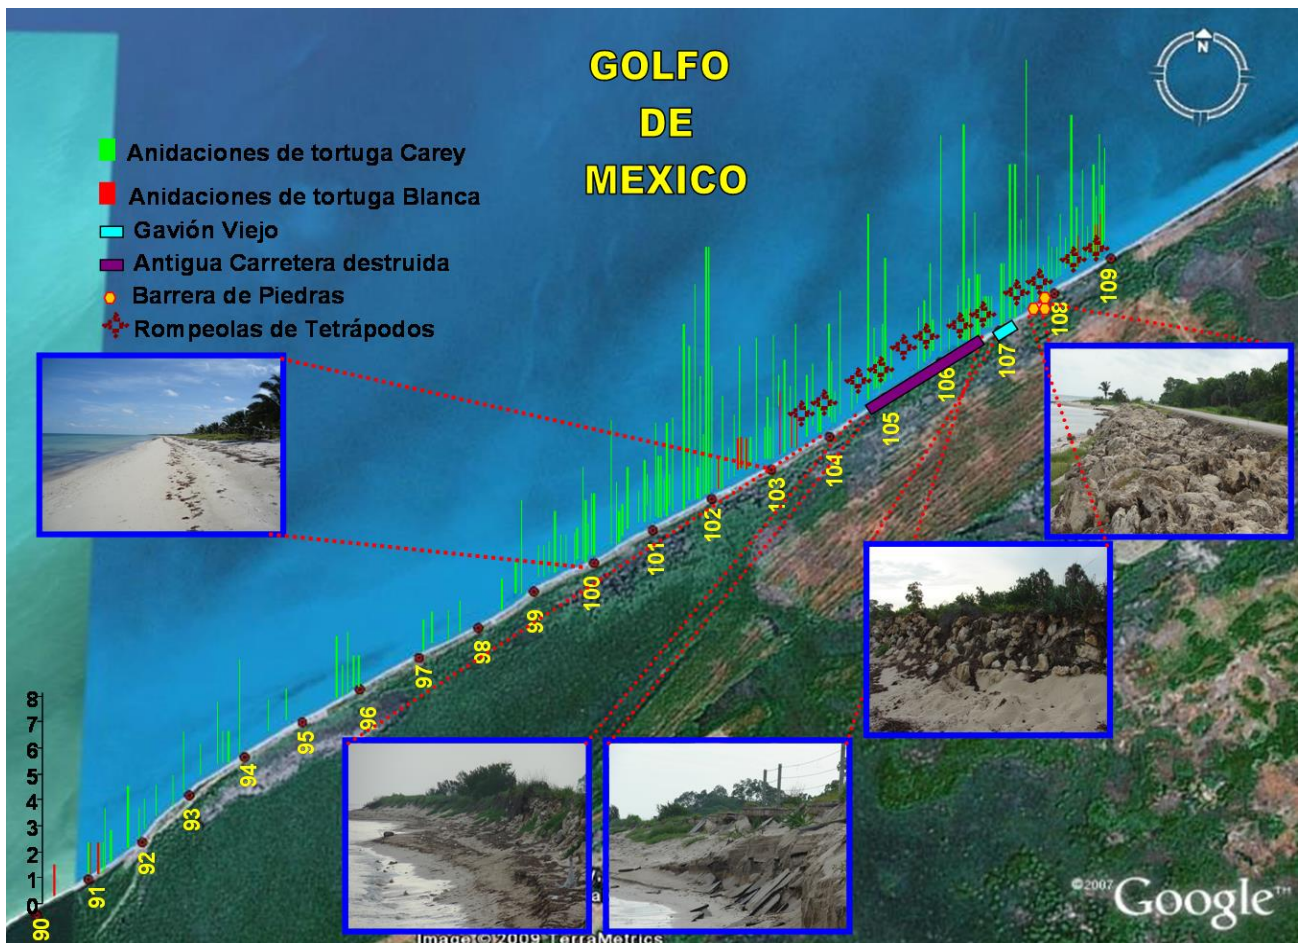 GOLFO
DE
MEXICO
N
Anidaciones de tortuga Carey
Anidaciones de tortuga Blanca
Gavión Viejo
Antigua Carretera destruida
Barrera de Piedras
Rompeolas de Tetrápodos
109
108
107
106
105
104
103
102
101
100
99
98
97
96
95
94
93
92
91
90
8
7
6
5
4
3
2
1
0
©2007 Google™
Image © 2009 TerraMetrics